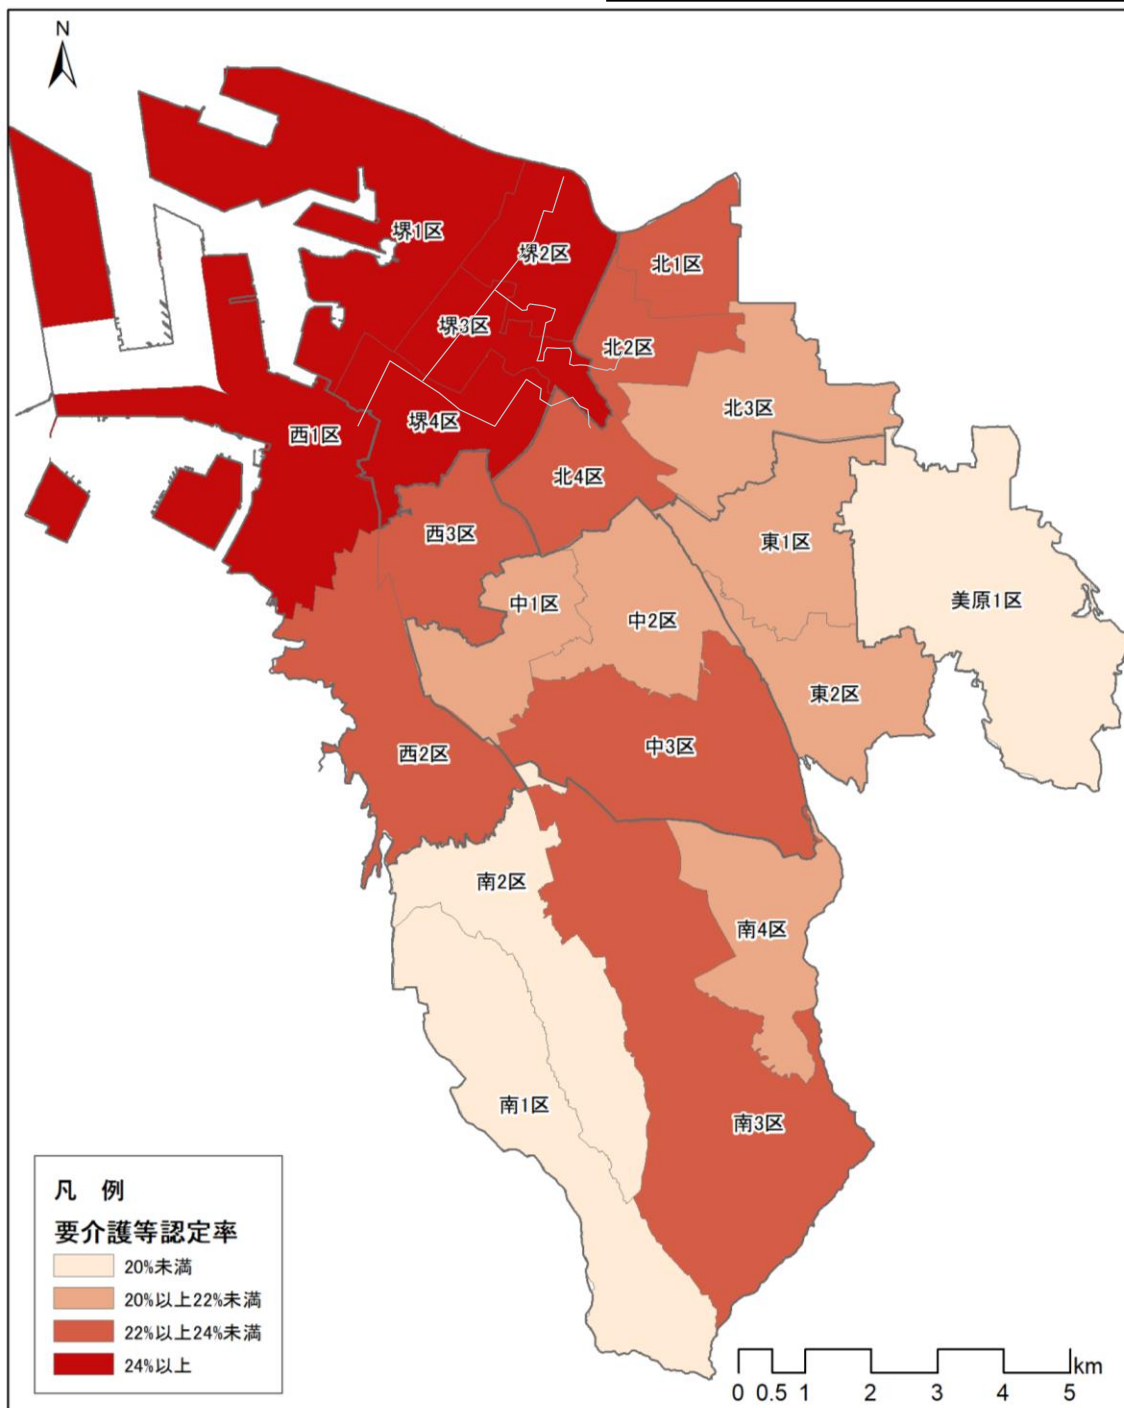 N
堺1区
堺2区
北1区
堺3区
北2区
堺4区
北3区
西1区
北4区
西3区
東1区
中1区
中2区
美原1区
東2区
西2区
中3区
南2区
南4区
南1区
南3区
凡 例
要介護等認定率
20%未満
20%以上22%未満
22%以上24%未満
24%以上
km
0 0.5 1 2 3 4 5